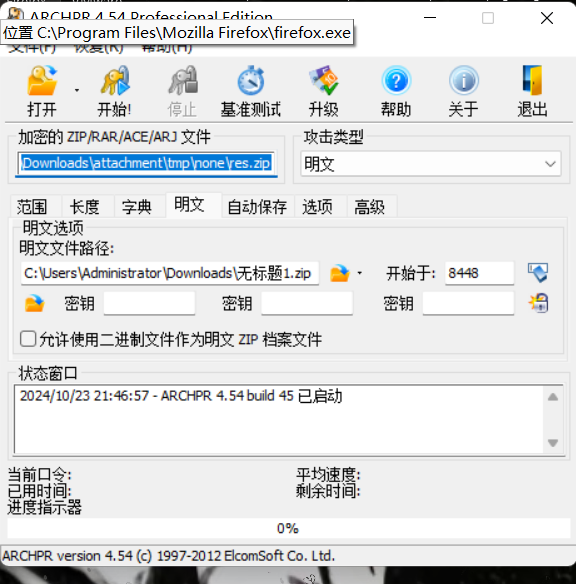 ARCHPR 4.54 Professional Edition
位置 C:\Program Files\Mozilla Firefox\firefox.exe
文件(F) 恢复(R) 帮助(H)
打开 开始! 停止 基准测试 升级 帮助 关于 退出
加密的 ZIP/RAR/ACE/ARJ 文件 攻击类型
\Downloads\attachment\tmp\none\res.zip 明文
范围 长度 字典 明文 自动保存 选项 高级
明文选项
明文文件路径:
C:\Users\Administrator\Downloads\无标题1.zip 开始于: 8448
密钥 密钥 密钥
允许使用二进制文件作为明文 ZIP 档案文件
状态窗口
2024/10/23 21:46:57 - ARCHPR 4.54 build 45 已启动
当前口令: 平均速度:
已用时间: 剩余时间:
进度指示器
0%
ARCHPR version 4.54 (c) 1997-2012 ElcomSoft Co. Ltd.